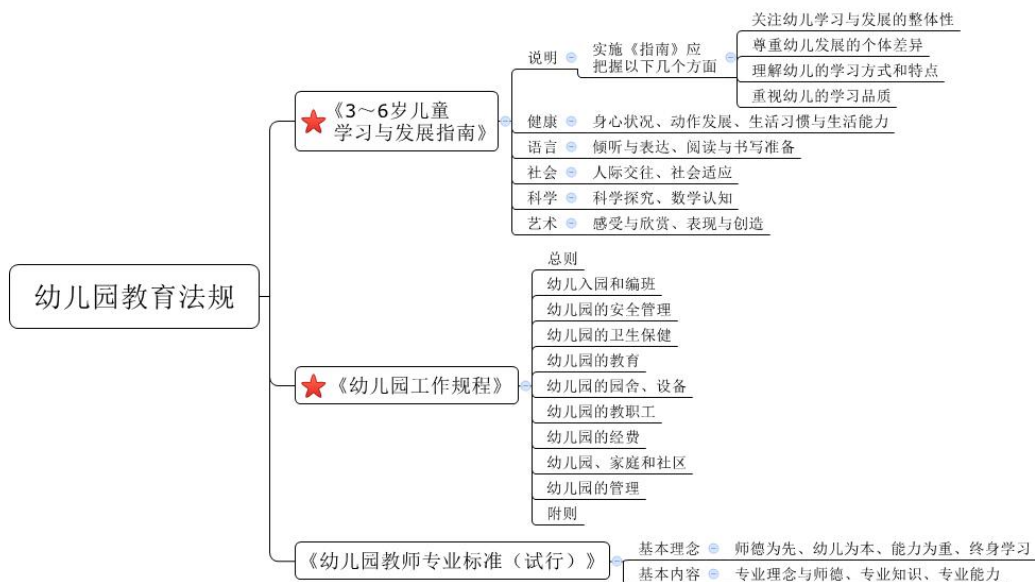 幼儿园教育法规
《3～6岁儿童
学习与发展指南》
说明
实施《指南》应
把握以下几个方面
关注幼儿学习与发展的整体性
尊重幼儿发展的个体差异
理解幼儿的学习方式和特点
重视幼儿的学习品质
健康 身心状况、动作发展、生活习惯与生活能力
语言 倾听与表达、阅读与书写准备
社会 人际交往、社会适应
科学 科学探究、数学认知
艺术 感受与欣赏、表现与创造
《幼儿园工作规程》
总则
幼儿入园和编班
幼儿园的安全管理
幼儿园的卫生保健
幼儿园的教育
幼儿园的园舍、设备
幼儿园的教职工
幼儿园的经费
幼儿园、家庭和社区
幼儿园的管理
附则
《幼儿园教师专业标准（试行）》
基本理念 师德为先、幼儿为本、能力为重、终身学习
基本内容 专业理念与师德、专业知识、专业能力